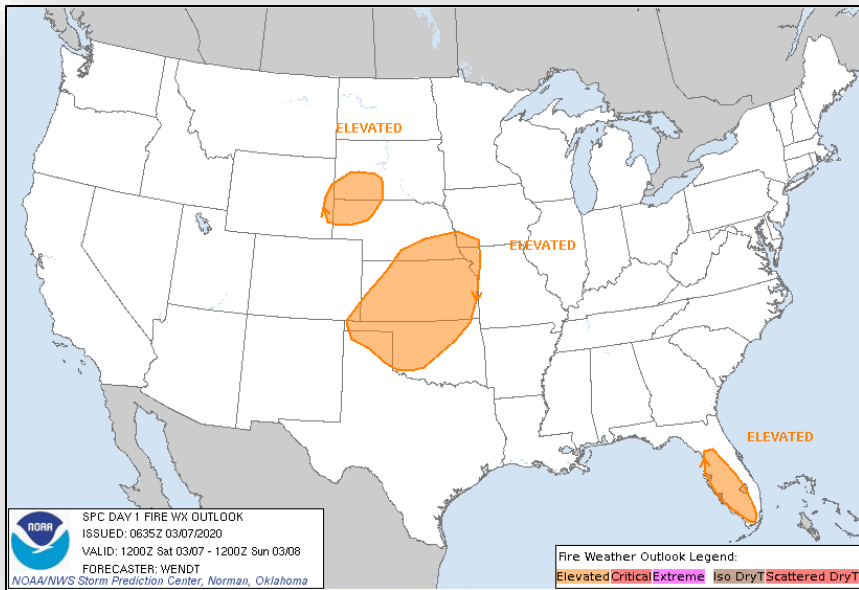 ELEVATED
ELEVATED
ELEVATED
NOAA
SPC DAY 1 FIRE WX OUTLOOK
ISSUED: 0635Z 03/07/2020
VALID: 1200Z Sat 03/07 - 1200Z Sun 03/08
FORECASTER: WENDT
NOAA/NWS Storm Prediction Center, Norman, Oklahoma
Fire Weather Outlook Legend:
Elevated Critical Extreme Iso DryT Scattered DryT